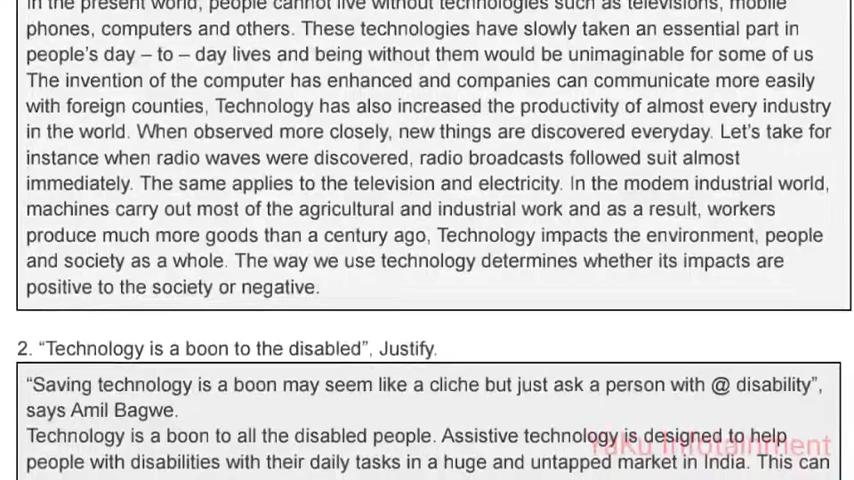 In the present world, people cannot live without technologies such as televisions, mobile
phones, computers and others. These technologies have slowly taken an essential part in
people's day – to – day lives and being without them would be unimaginable for some of us
The invention of the computer has enhanced and companies can communicate more easily
with foreign counties, Technology has also increased the productivity of almost every industry
in the world. When observed more closely, new things are discovered everyday. Let's take for
instance when radio waves were discovered, radio broadcasts followed suit almost
immediately. The same applies to the television and electricity. In the modem industrial world,
machines carry out most of the agricultural and industrial work and as a result, workers
produce much more goods than a century ago, Technology impacts the environment, people
and society as a whole. The way we use technology determines whether its impacts are
positive to the society or negative.
2. “Technology is a boon to the disabled”, Justify.
“Saving technology is a boon may seem like a cliche but just ask a person with @ disability”,
says Amil Bagwe.
Technology is a boon to all the disabled people. Assistive technology is designed to help
people with disabilities with their daily tasks in a huge and untapped market in India. This can
YaKu Infotainment